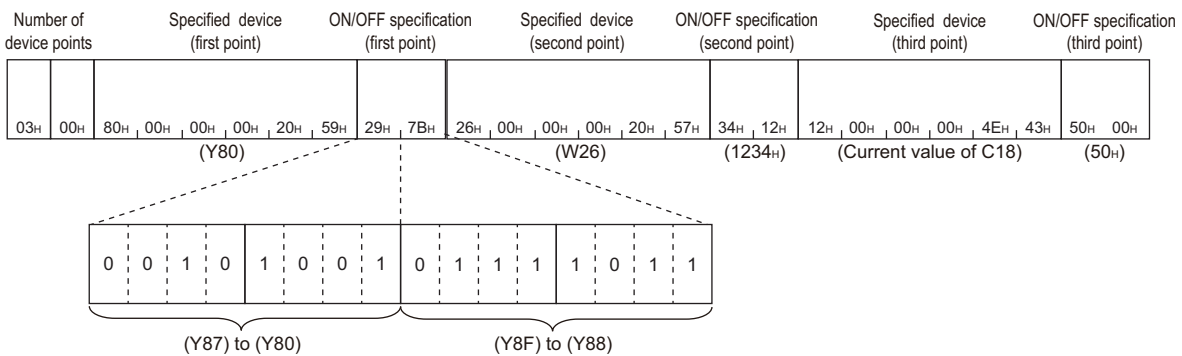 Number of Specified device ON/OFF specification Specified device ON/OFF specification Specified device ON/OFF specification
device points (first point) (first point) (second point) (second point) (third point) (third point)
03H 00H 80H 00H 00H 00H 20H 59H 29H 7BH 26H 00H 00H 00H 20H 57H 34H 12H 12H 00H 00H 00H 4EH 43H 50H 00H
(Y80) (W26) (1234H) (Current value of C18) (50H)
0 0 1 0 1 0 0 1 0 1 1 1 1 0 1 1
(Y87) to (Y80) (Y8F) to (Y88)